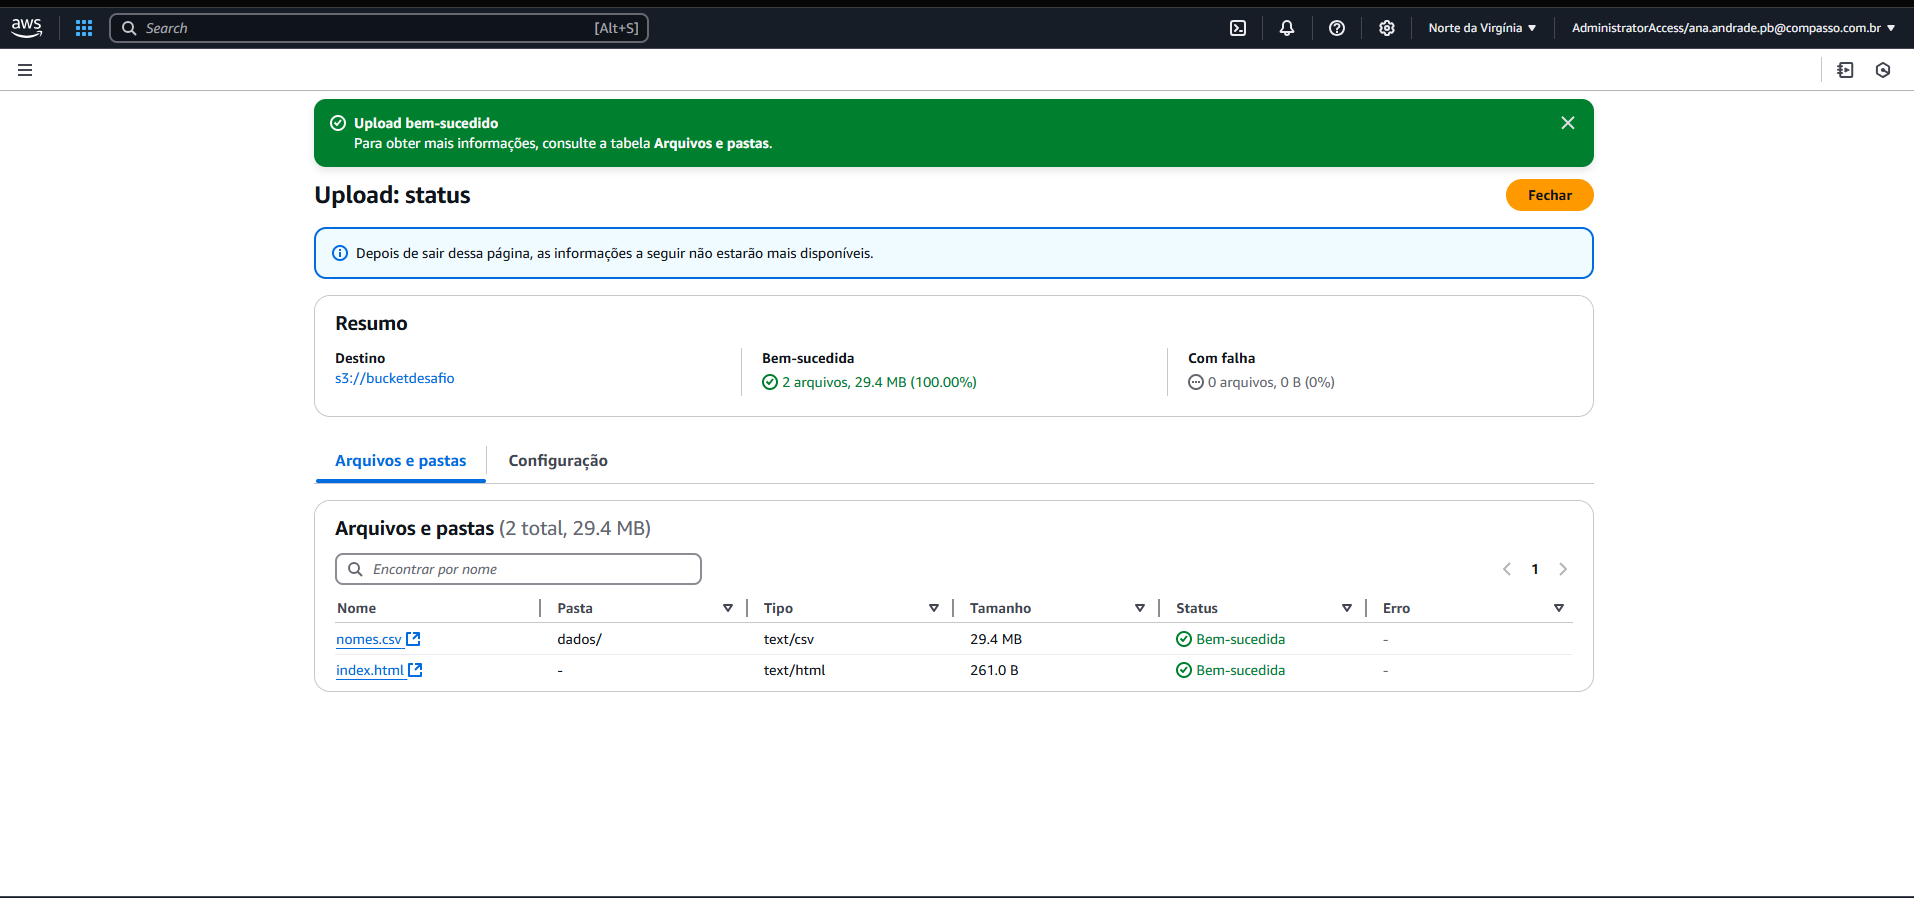 aws Search [Alt+S] Norte da Virgínia AdministratorAccess/ana.andrade.pb@compasso.com.br
Upload bem-sucedido
Para obter mais informações, consulte a tabela Arquivos e pastas.
Upload: status Fechar
Depois de sair dessa página, as informações a seguir não estarão mais disponíveis.
Resumo
Destino Bem-sucedida Com falha
s3://bucketdesafio 2 arquivos, 29.4 MB (100.00%) 0 arquivos, 0 B (0%)
Arquivos e pastas Configuração
Arquivos e pastas (2 total, 29.4 MB)
Encontrar por nome 1
Nome Pasta Tipo Tamanho Status Erro
nomes.csv dados/ text/csv 29.4 MB Bem-sucedida -
index.html - text/html 261.0 B Bem-sucedida -